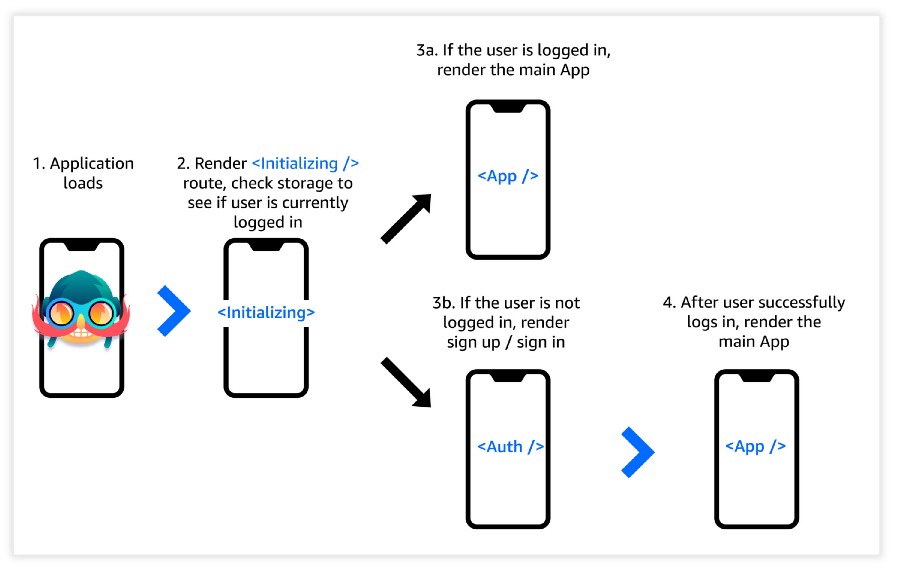 1. Application
loads
2. Render <Initializing />
route, check storage to
see if user is currently
logged in
<Initializing>
3a. If the user is logged in,
render the main App
<App />
3b. If the user is not
logged in, render
sign up / sign in
<Auth />
4. After user successfully
logs in, render the
main App
<App />